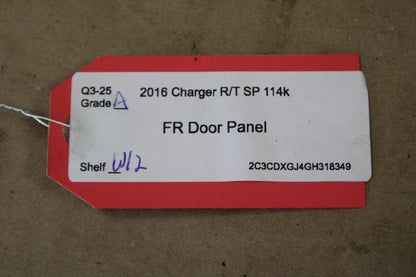 Q3-25
Grade A 2016 Charger R/T SP 114k
FR Door Panel
Shelf W12 2C3CDXGJ4GH318349